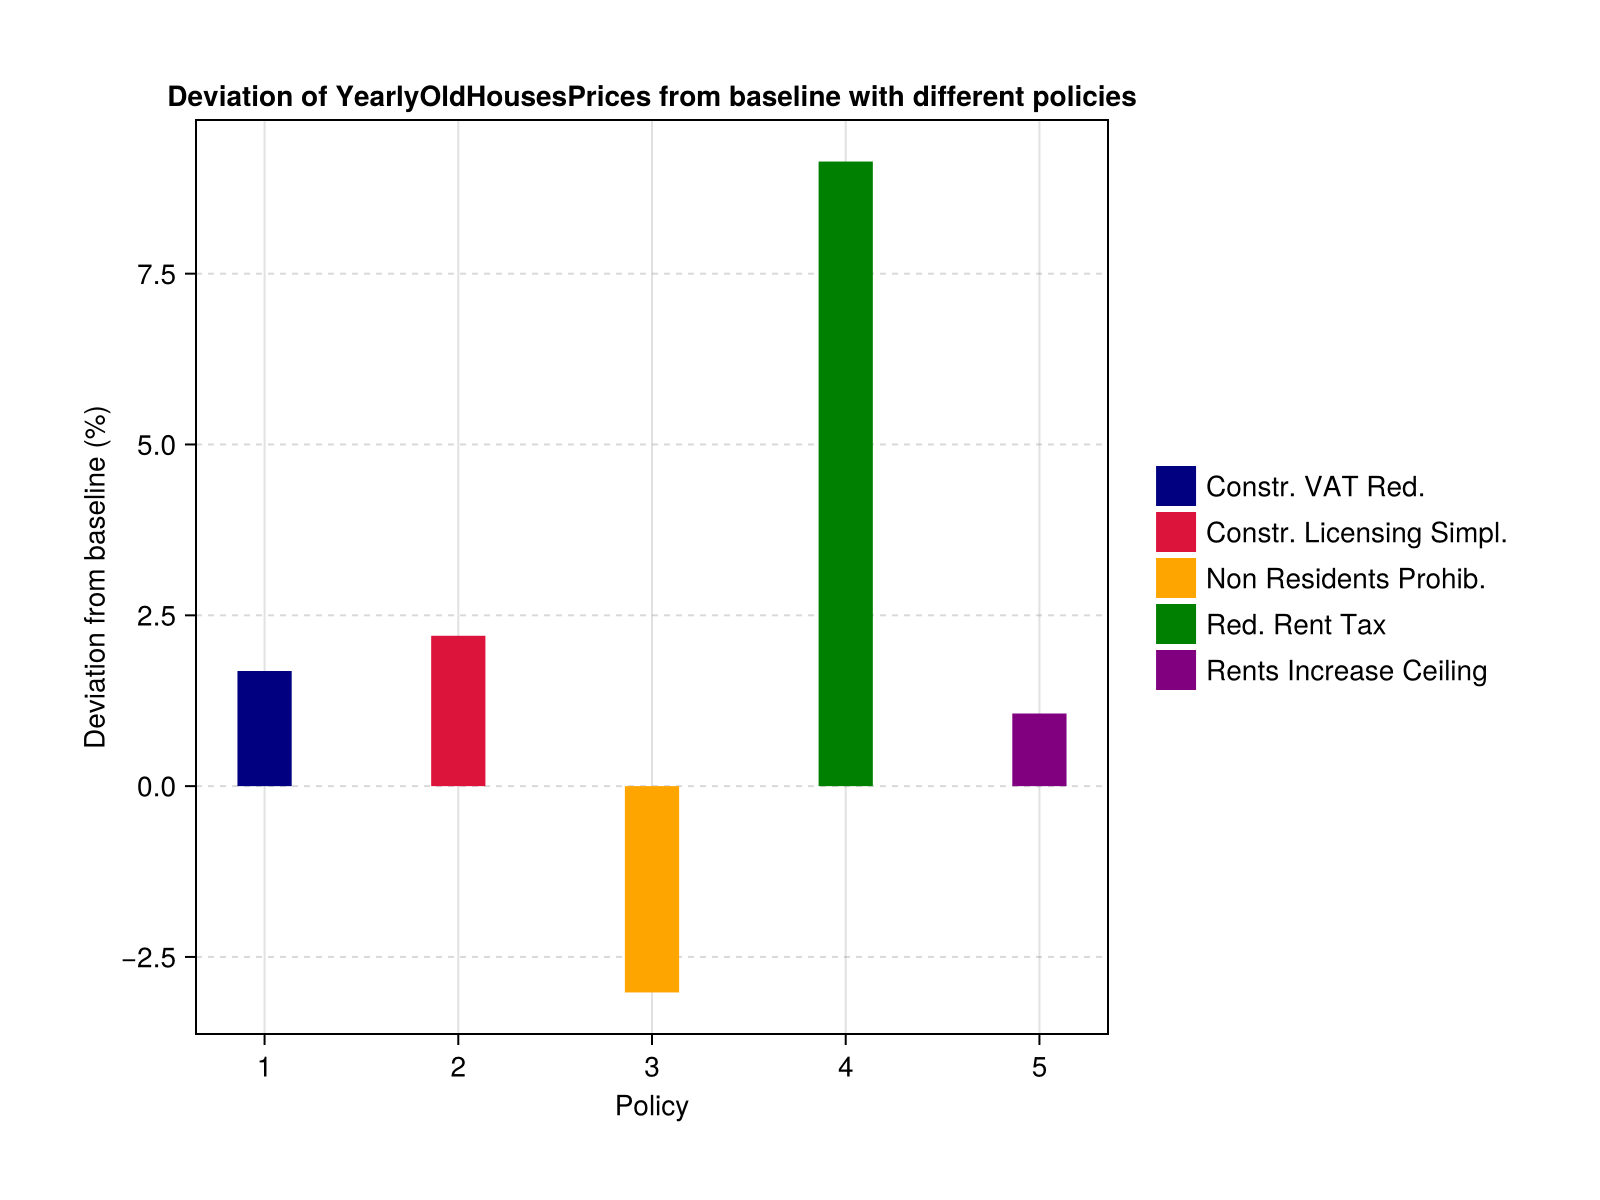 Deviation of YearlyOldHousesPrices from baseline with different policies
Deviation from baseline (%)
7.5
5.0
2.5
0.0
−2.5
1 2 3 4 5
Policy
Constr. VAT Red.
Constr. Licensing Simpl.
Non Residents Prohib.
Red. Rent Tax
Rents Increase Ceiling